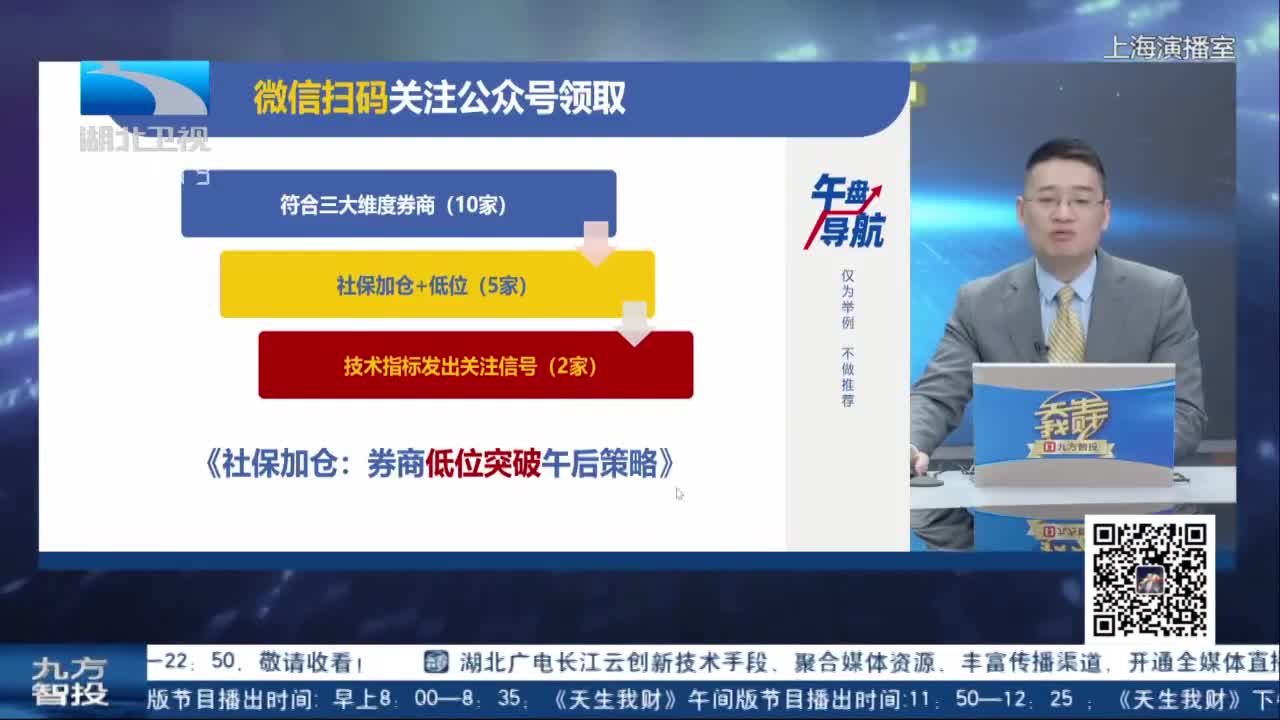 上海演播室
微信扫码关注公众号领取
湖北卫视
符合三大维度券商（10家）
社保加仓+低位（5家）
技术指标发出关注信号（2家）
《社保加仓：券商低位突破午后策略》
午盘
导航
仅为举例 不做推荐
天生
我财
九方智投
九方
智投
—22：50，敬请收看！ 湖北广电长江云创新技术手段、聚合媒体资源、丰富传播渠道，开通全媒体直播
版节目播出时间：早上8：00—8：35；《天生我财》午间版节目播出时间:11：50—12：25；《天生我财》下